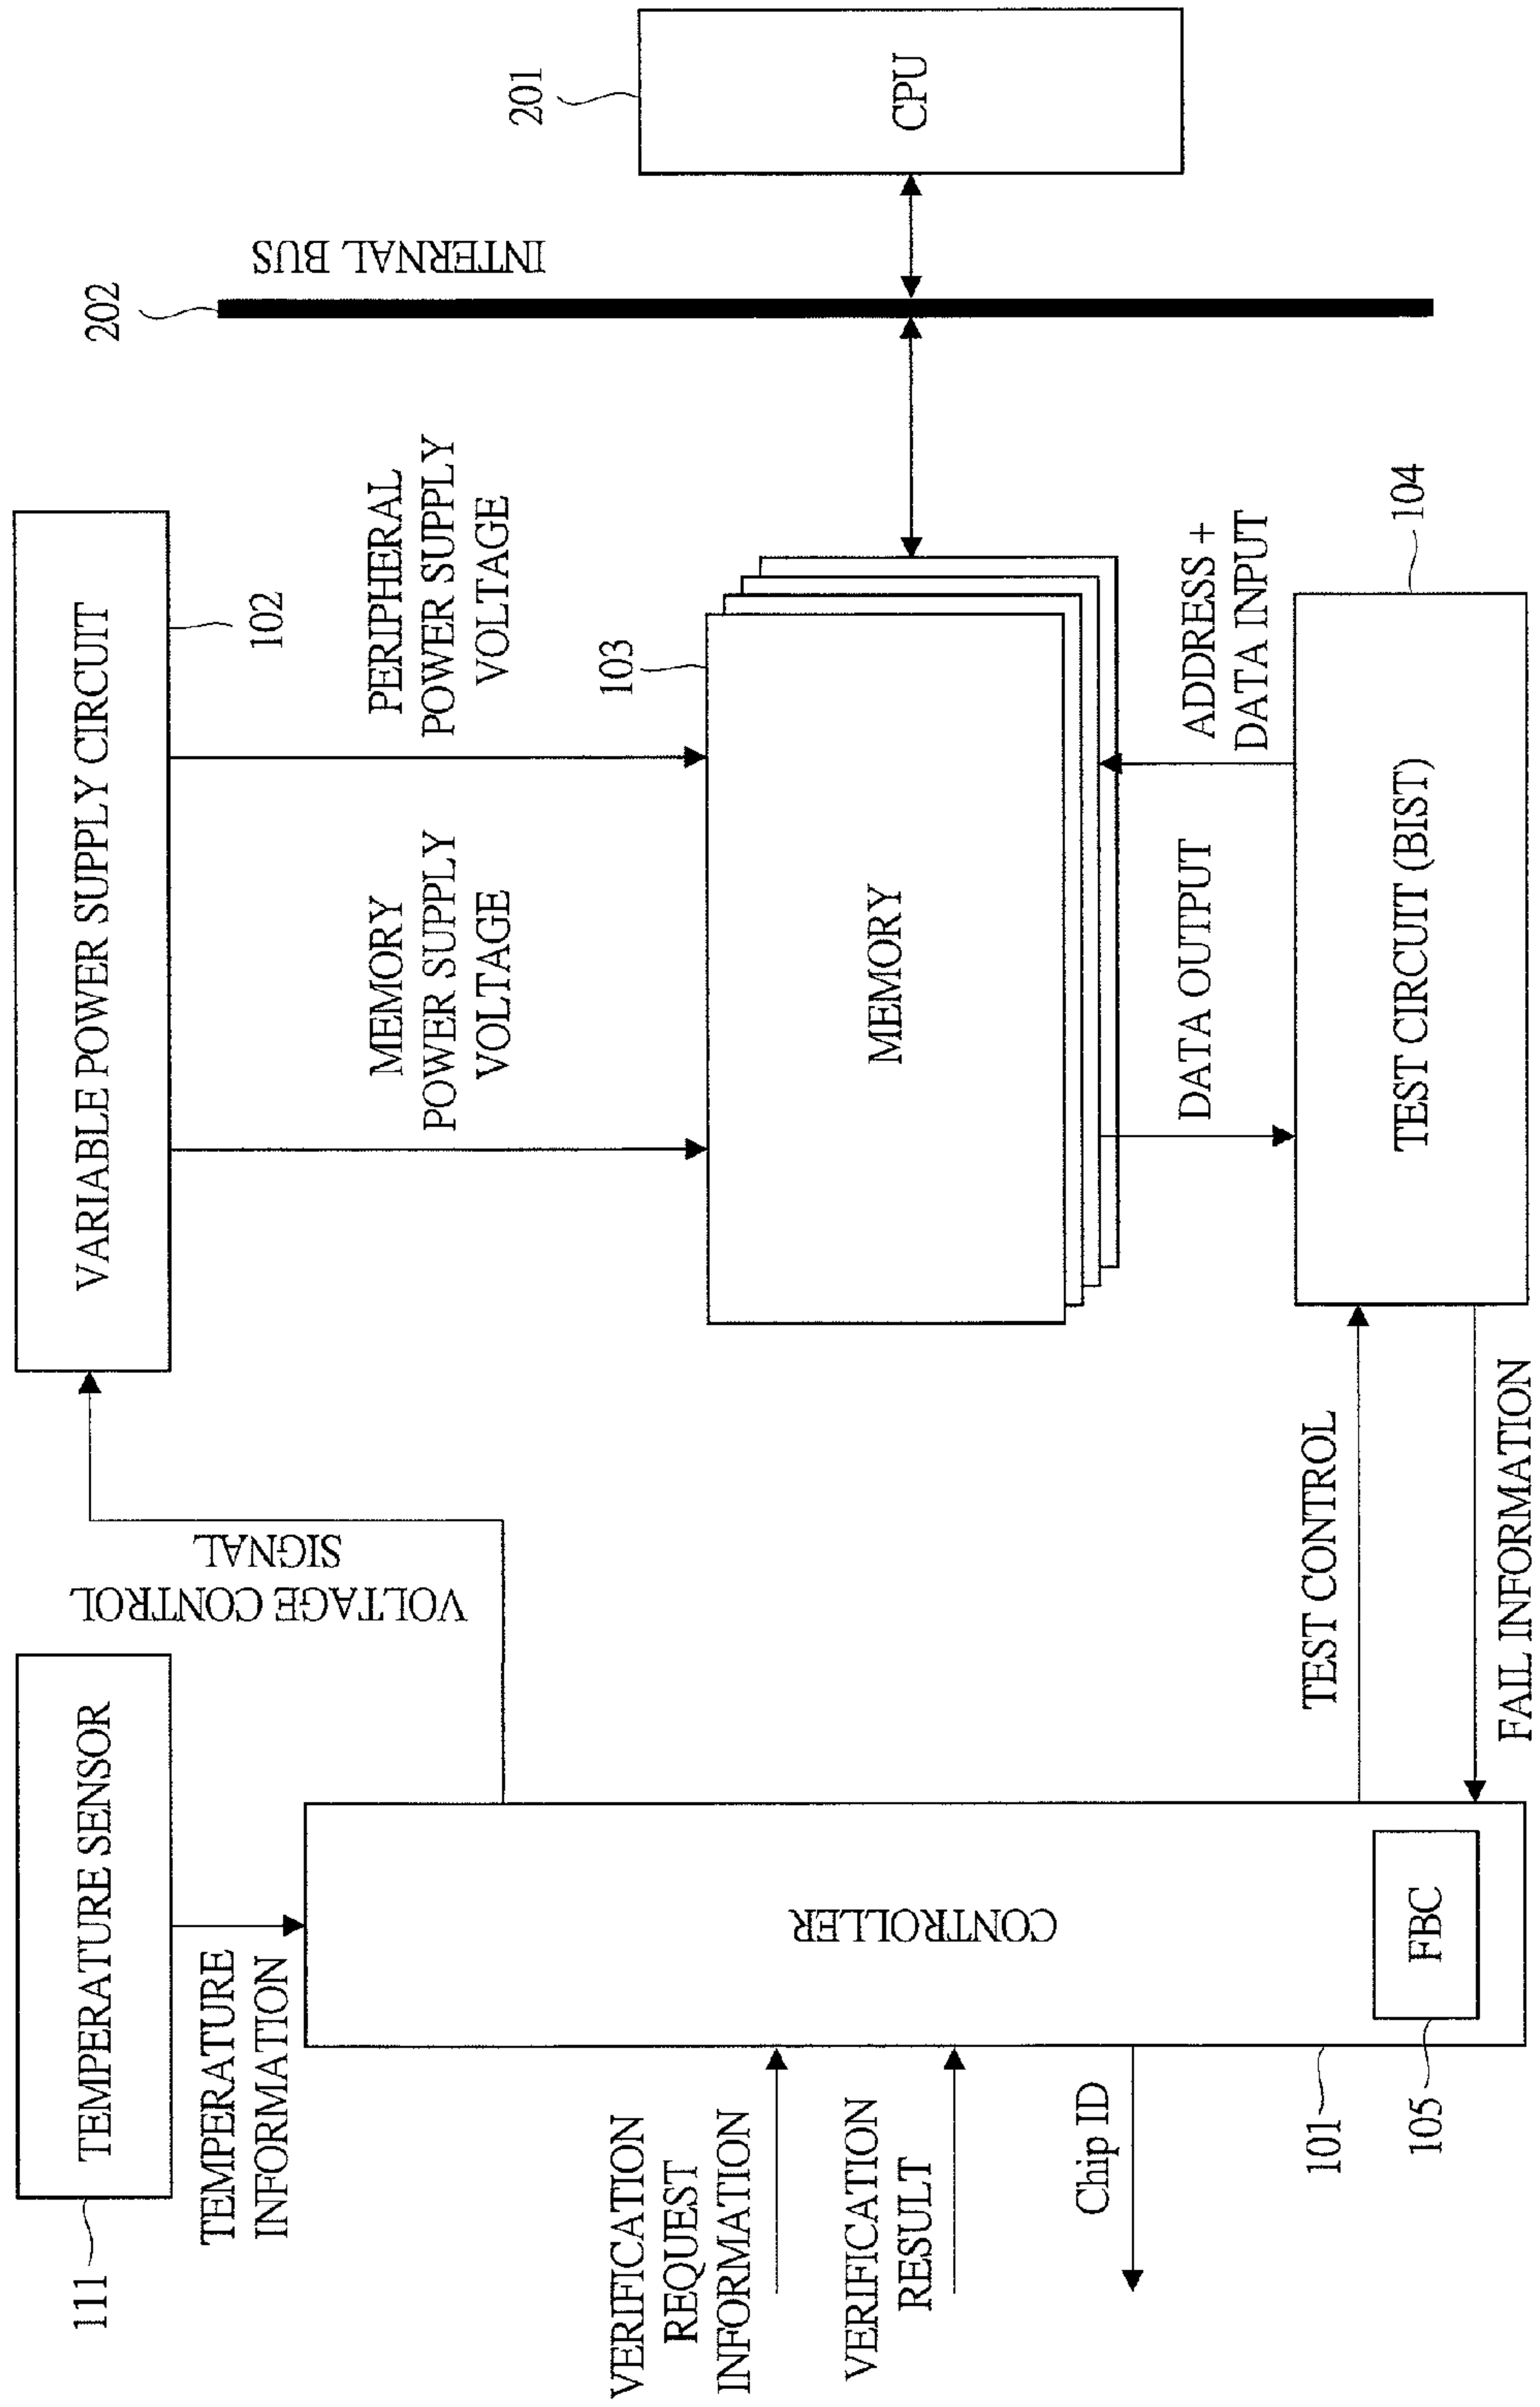 111
TEMPERATURE SENSOR
TEMPERATURE
INFORMATION
VOLTAGE CONTROL
SIGNAL
VARIABLE POWER SUPPLY CIRCUIT
102
MEMORY
POWER SUPPLY
VOLTAGE
PERIPHERAL
POWER SUPPLY
VOLTAGE
202
INTERNAL BUS
201
CPU
VERIFICATION
REQUEST
INFORMATION
VERIFICATION
RESULT
Chip ID
101
CONTROLLER
105
FBC
103
MEMORY
DATA OUTPUT
ADDRESS +
DATA INPUT
TEST CONTROL
FAIL INFORMATION
TEST CIRCUIT (BIST)
104